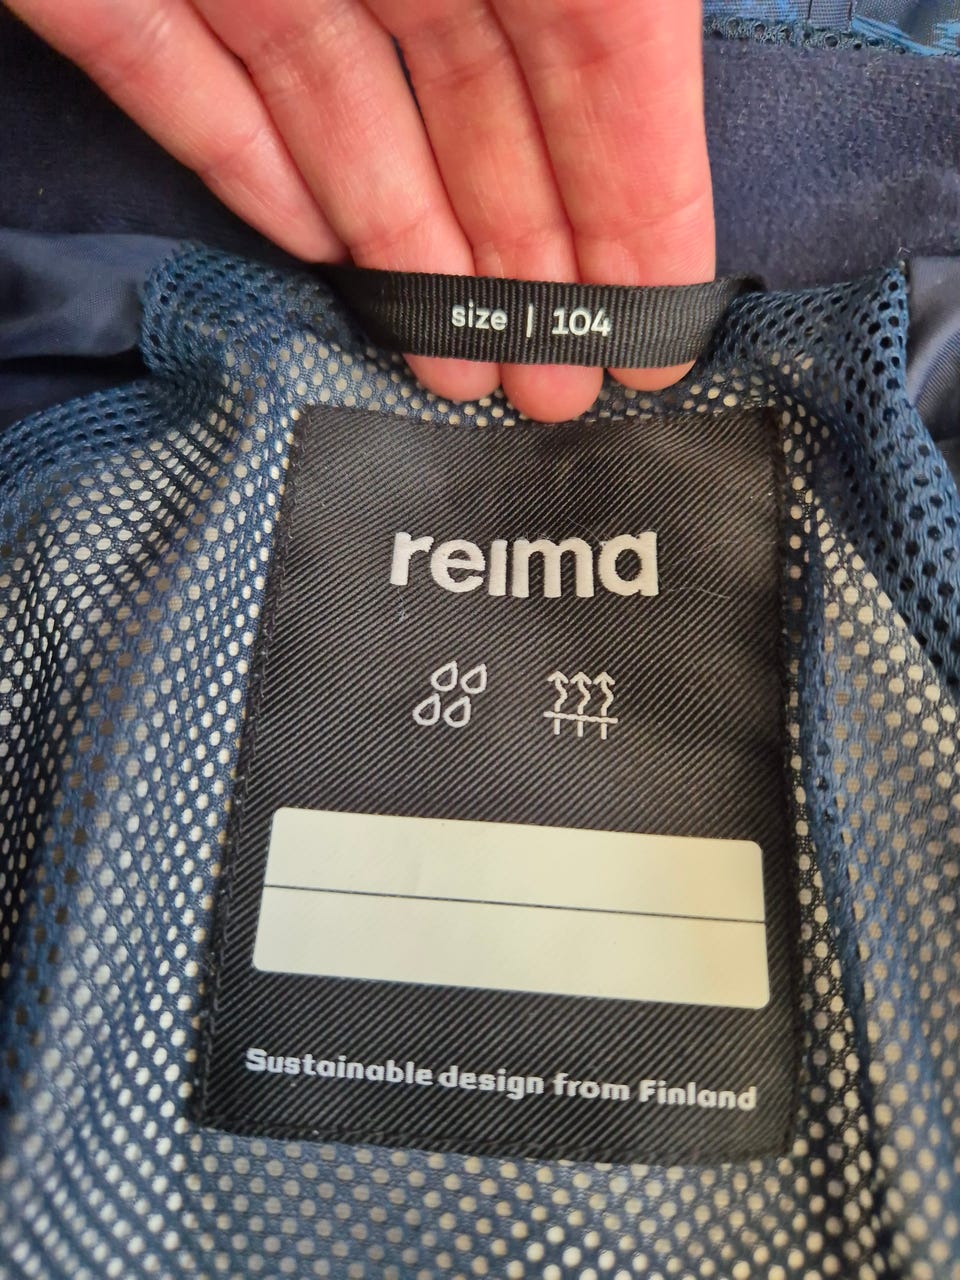 size | 104
reima
Sustainable design from Finland